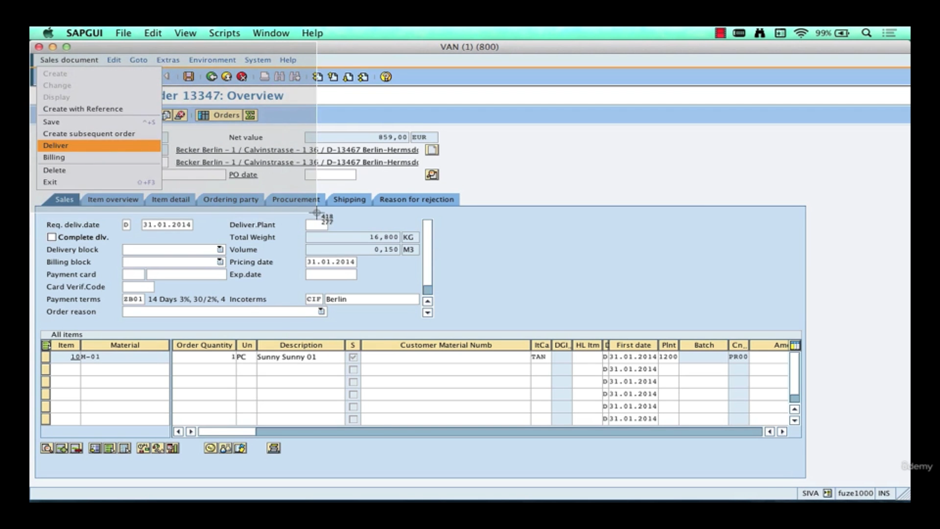 SAPGUI File Edit View Scripts Window Help 99%
VAN (1) (800)
Sales document Edit Goto Extras Environment System Help
Create
Change
Display
Create with Reference
Save ^+S
Create subsequent order
Deliver
Billing
Delete
Exit ⇧+F3
der 13347: Overview
Orders
Net value 859,00 EUR
Becker Berlin - 1 / Calvinstrasse - 1 36 / D-13467 Berlin-Hermsdo
Becker Berlin - 1 / Calvinstrasse - 1 36 / D-13467 Berlin-Hermsdo
PO date
Sales Item overview Item detail Ordering party Procurement Shipping Reason for rejection
418
222
Req. deliv.date D 31.01.2014 Deliver.Plant
Complete dlv. Total Weight 16,800 KG
Delivery block Volume 0,150 M3
Billing block Pricing date 31.01.2014
Payment card Exp.date
Card Verif.Code
Payment terms ZB01 14 Days 3%, 30/2%, 4 Incoterms CIF Berlin
Order reason
All items
Item Material Order Quantity Un Description S Customer Material Numb ItCa DGI HL Itm D First date Plnt Batch Cn.. Amo
10 M-01 1 PC Sunny Sunny 01 TAN D 31.01.2014 1200 PR00
D 31.01.2014
D 31.01.2014
D 31.01.2014
D 31.01.2014
D 31.01.2014
SIVA fuze1000 INS
ûdemy